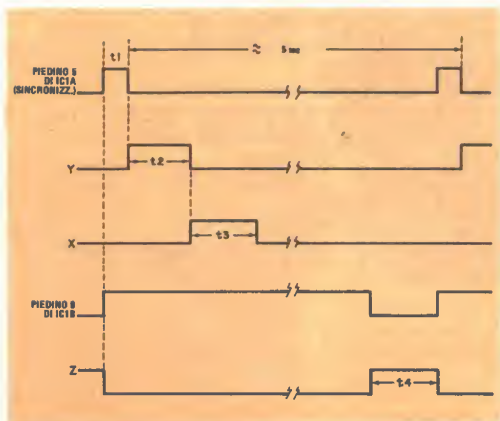 t1
≈ 5 ms
PIEDINO 5
DI IC1A
(SINCRONIZZ.)
Y
t2
X
t3
PIEDINO 9
DI IC1B
Z
t4